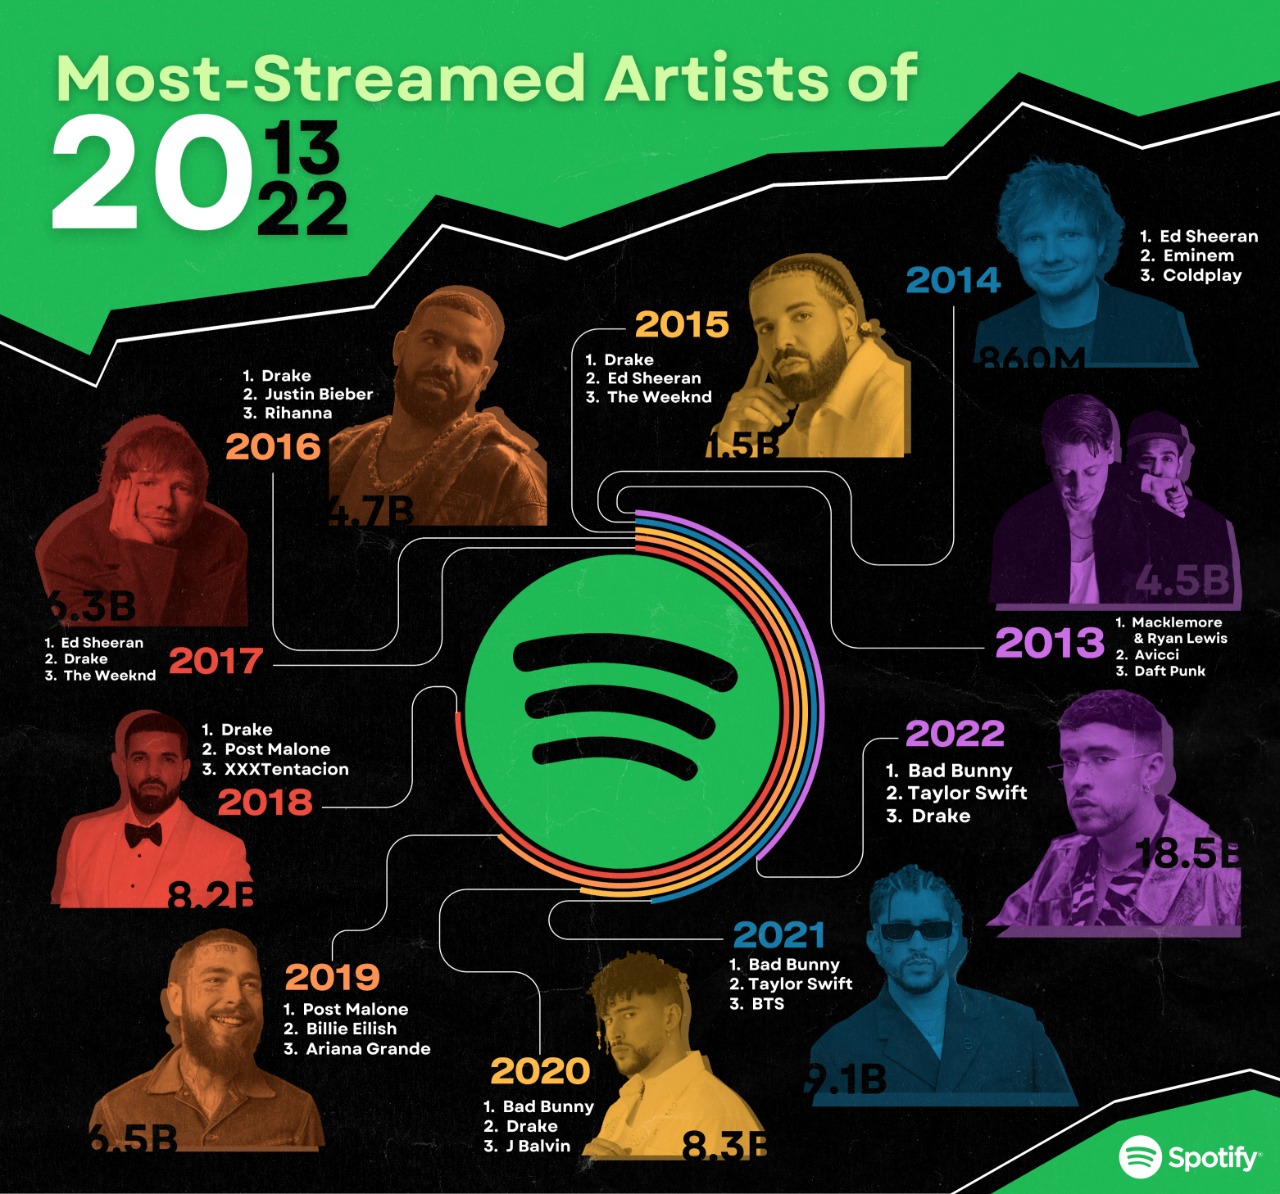 Most-Streamed Artists of
20
13
22
2014
1. Ed Sheeran
2. Eminem
3. Coldplay
860M
2015
1. Drake
2. Ed Sheeran
3. The Weeknd
1.5B
1. Drake
2. Justin Bieber
3. Rihanna
2016
4.7B
6.3B
1. Ed Sheeran
2. Drake
3. The Weeknd
2017
4.5B
2013
1. Macklemore
& Ryan Lewis
2. Avicci
3. Daft Punk
1. Drake
2. Post Malone
3. XXXTentacion
2018
8.2B
2022
1. Bad Bunny
2. Taylor Swift
3. Drake
18.5B
2021
1. Bad Bunny
2. Taylor Swift
3. BTS
9.1B
2019
1. Post Malone
2. Billie Eilish
3. Ariana Grande
6.5B
2020
1. Bad Bunny
2. Drake
3. J Balvin
8.3B
Spotify